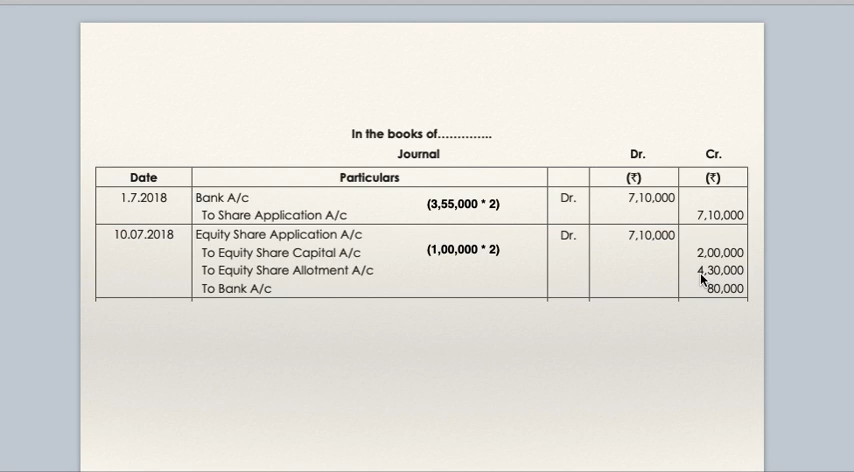 In the books of..............
Journal Dr. Cr.
Date Particulars (₹) (₹)
1.7.2018 Bank A/c (3,55,000 * 2) Dr. 7,10,000
To Share Application A/c 7,10,000
10.07.2018 Equity Share Application A/c Dr. 7,10,000
To Equity Share Capital A/c (1,00,000 * 2) 2,00,000
To Equity Share Allotment A/c 4,30,000
To Bank A/c 80,000